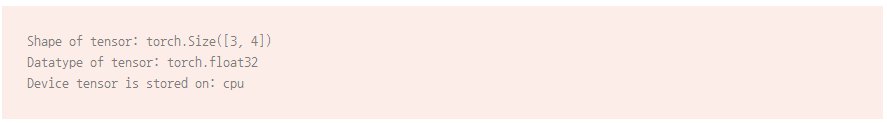 Shape of tensor: torch.Size([3, 4])
Datatype of tensor: torch.float32
Device tensor is stored on: cpu